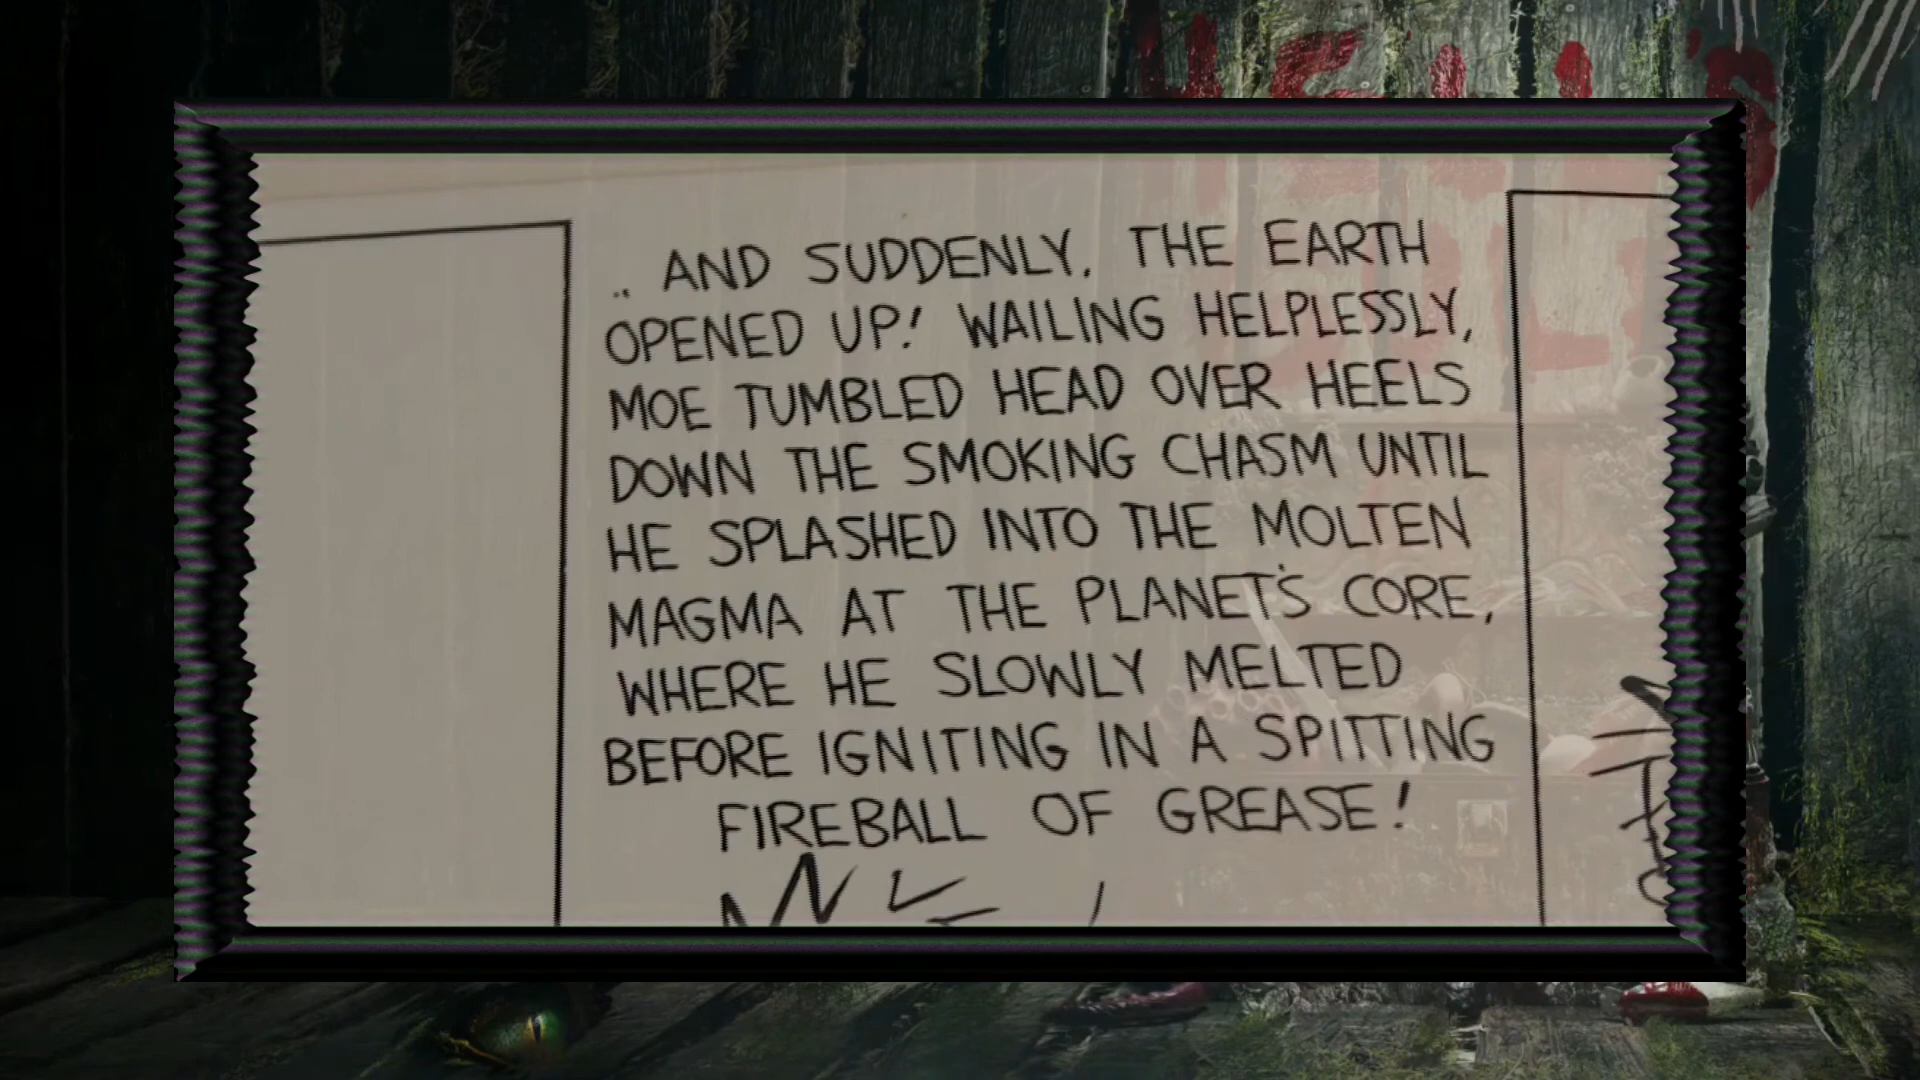 HELL'S
.. AND SUDDENLY, THE EARTH
OPENED UP! WAILING HELPLESSLY,
MOE TUMBLED HEAD OVER HEELS
DOWN THE SMOKING CHASM UNTIL
HE SPLASHED INTO THE MOLTEN
MAGMA AT THE PLANET'S CORE,
WHERE HE SLOWLY MELTED
BEFORE IGNITING IN A SPITTING
FIREBALL OF GREASE!